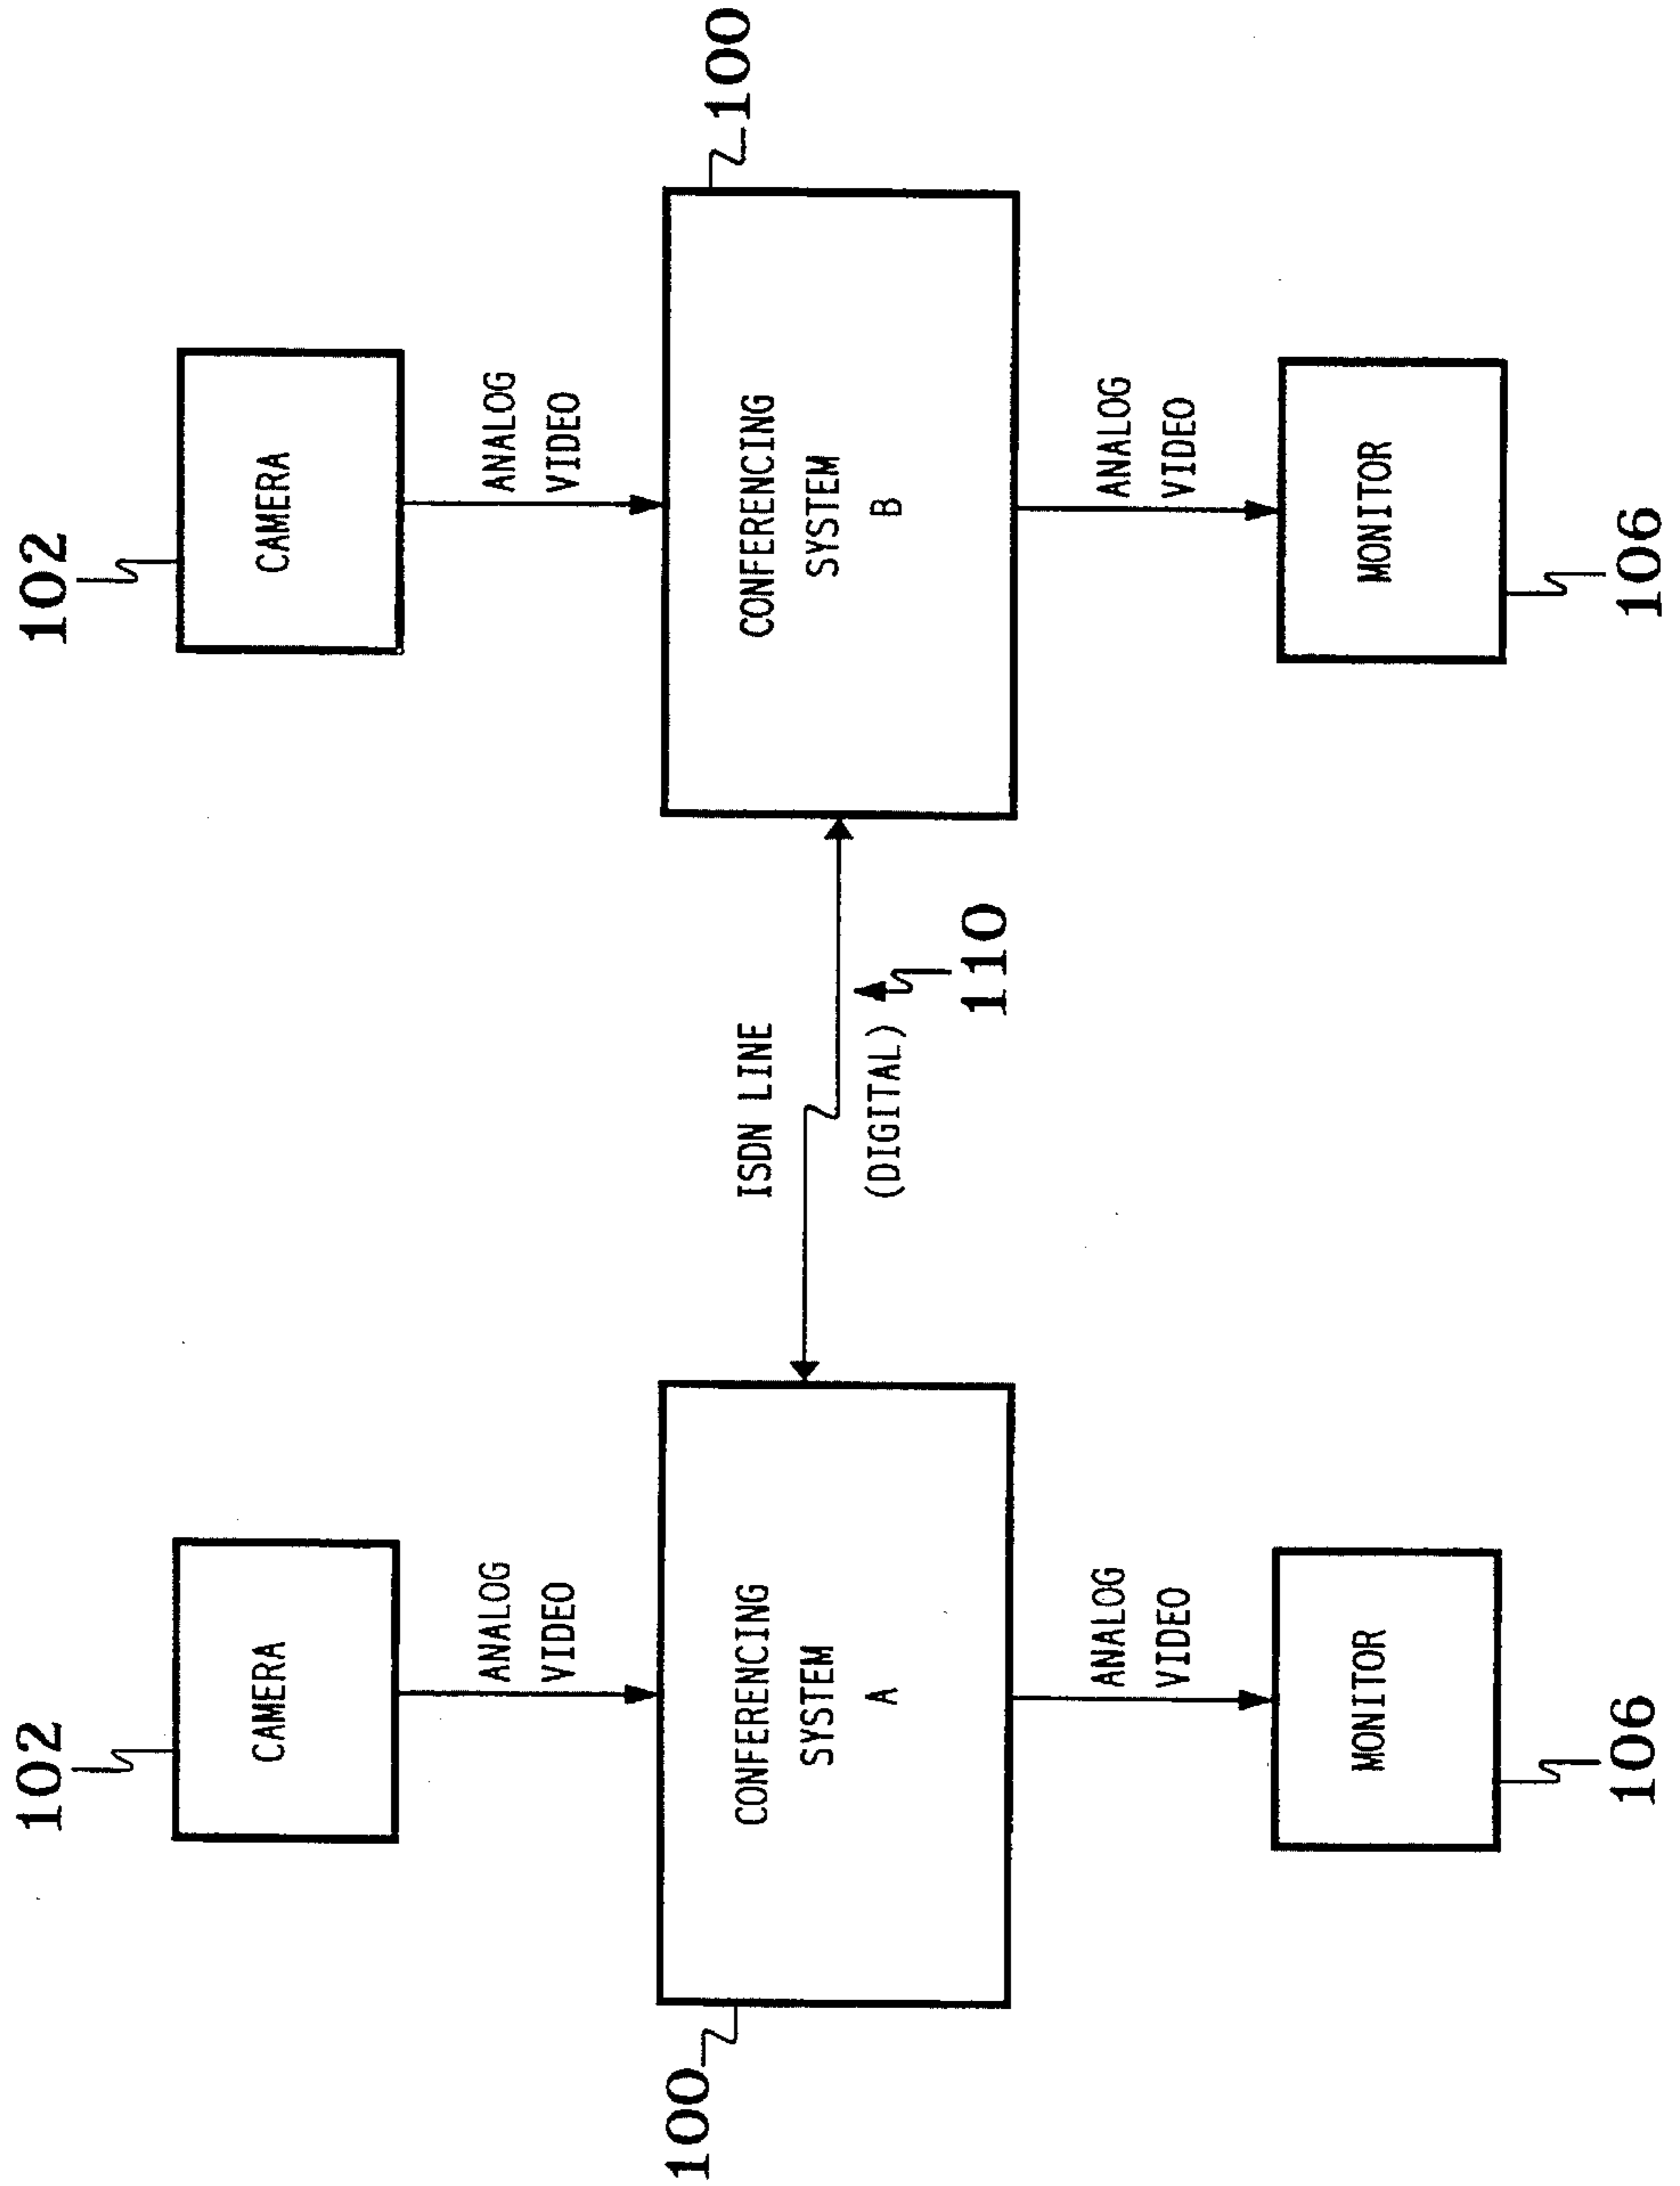 102
102
CAMERA
CAMERA
ANALOG
VIDEO
ANALOG
VIDEO
100
CONFERENCING
SYSTEM
A
ISDN LINE
(DIGITAL)
110
CONFERENCING
SYSTEM
B
100
ANALOG
VIDEO
ANALOG
VIDEO
MONITOR
MONITOR
106
106